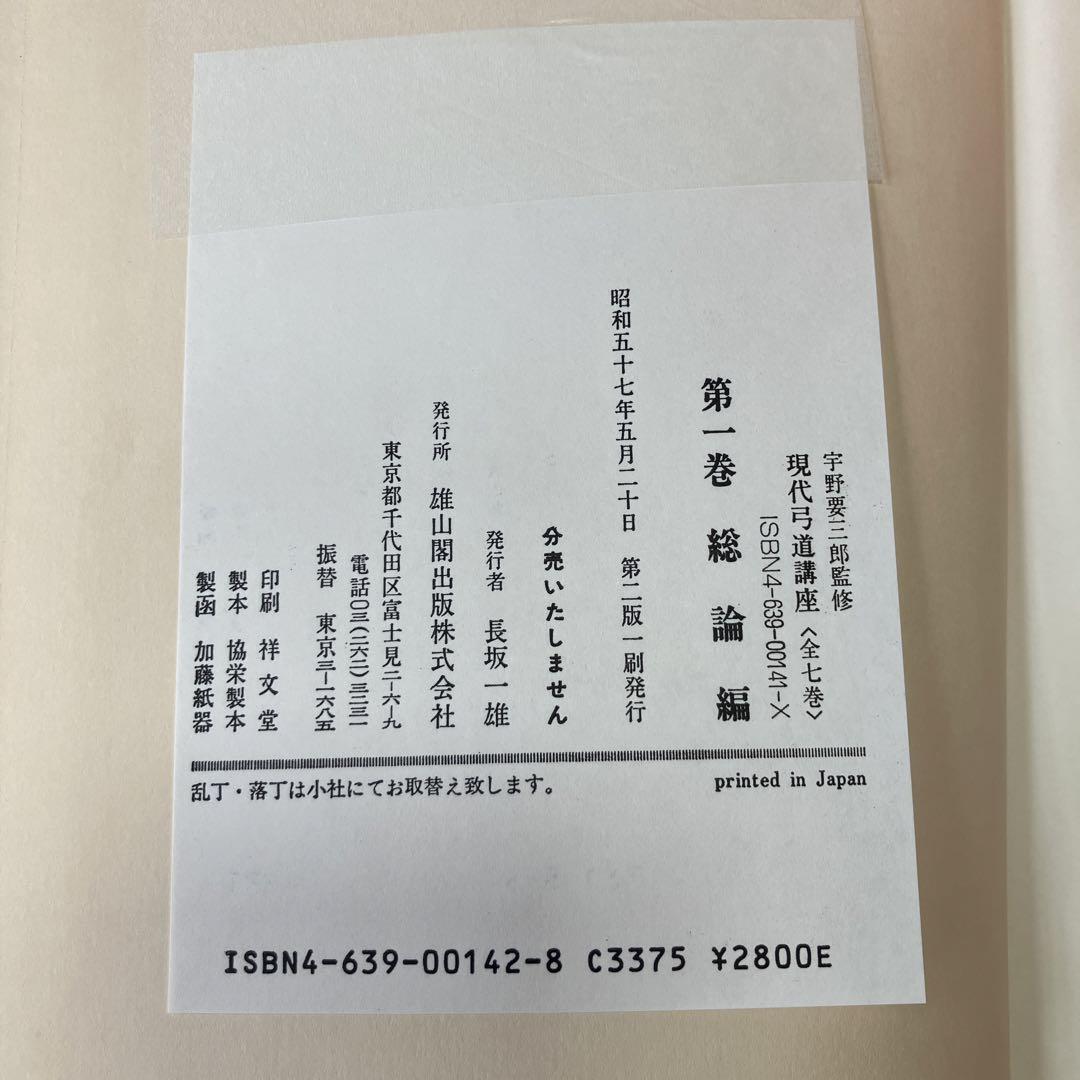 宇野要三郎監修
現代弓道講座〈全七巻〉
ISBN4-639-00141-X
第一巻 総論編
昭和五十七年五月二十日 第二版一刷発行
分売いたしません
発行者 長坂一雄
発行所 雄山閣出版株式会社
東京都千代田区富士見二-六-九
電話〇三(二六二)三二三一
振替 東京三-一六八五
印刷 祥文堂
製本 協栄製本
製函 加藤紙器
乱丁・落丁は小社にてお取替え致します。
printed in Japan
ISBN4-639-00142-8 C3375 ¥2800E